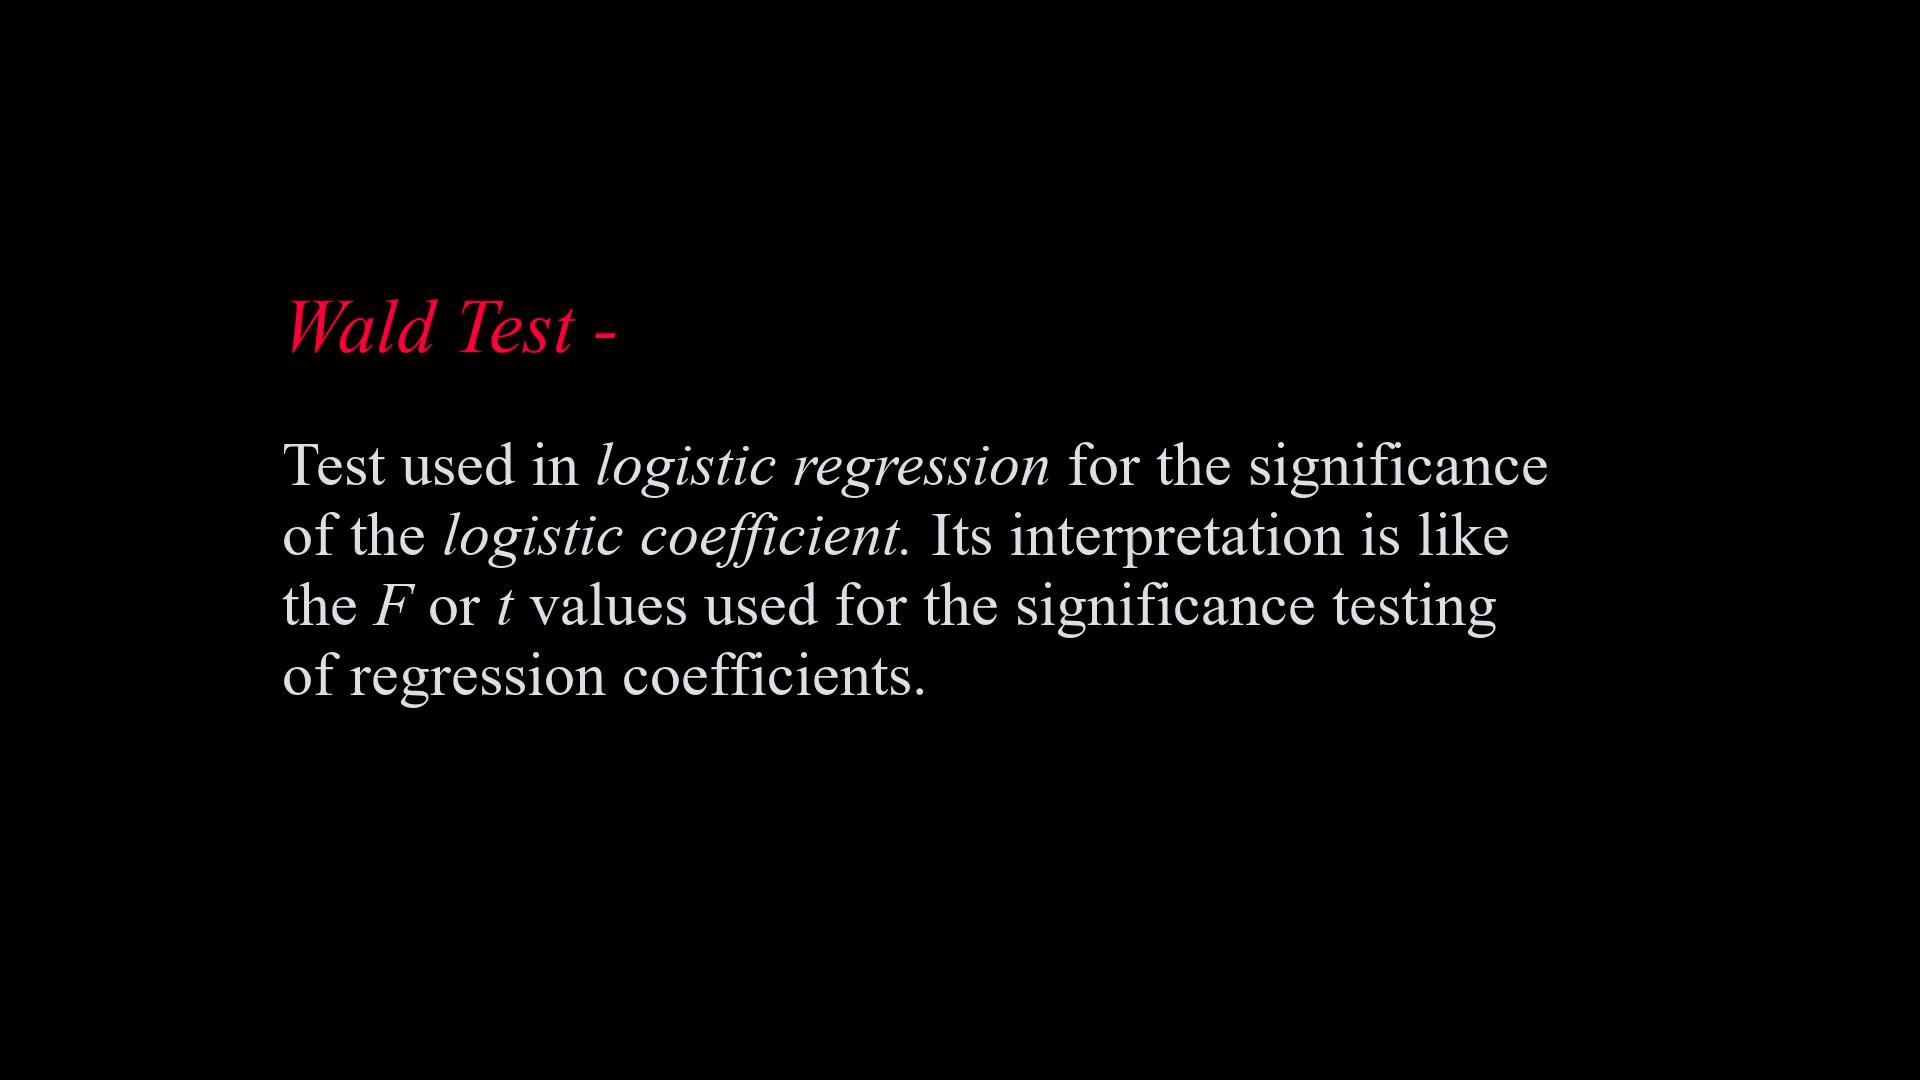 Wald Test -
Test used in logistic regression for the significance
of the logistic coefficient. Its interpretation is like
the F or t values used for the significance testing
of regression coefficients.